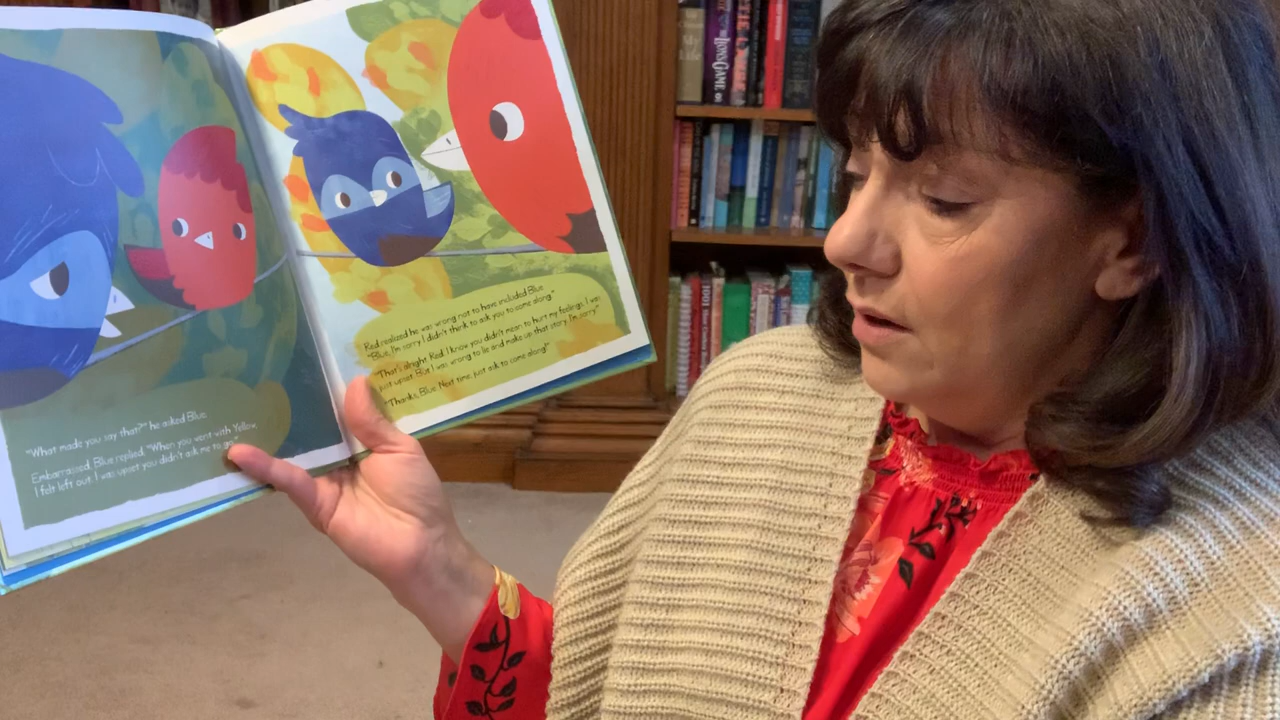 "What made you say that?" he asked Blue.
Embarrassed, Blue replied, "When you went with Yellow,
I felt left out. I was upset you didn't ask me to go."
Red realized he was wrong not to have included Blue.
"Blue, I'm sorry I didn't think to ask you to come along."
"That's alright, Red. I know you didn't mean to hurt my feelings. I was
just upset. But I was wrong to lie and make up that story. I'm sorry."
"Thanks, Blue. Next time, just ask to come along!"
THE LION'S GAME
1001